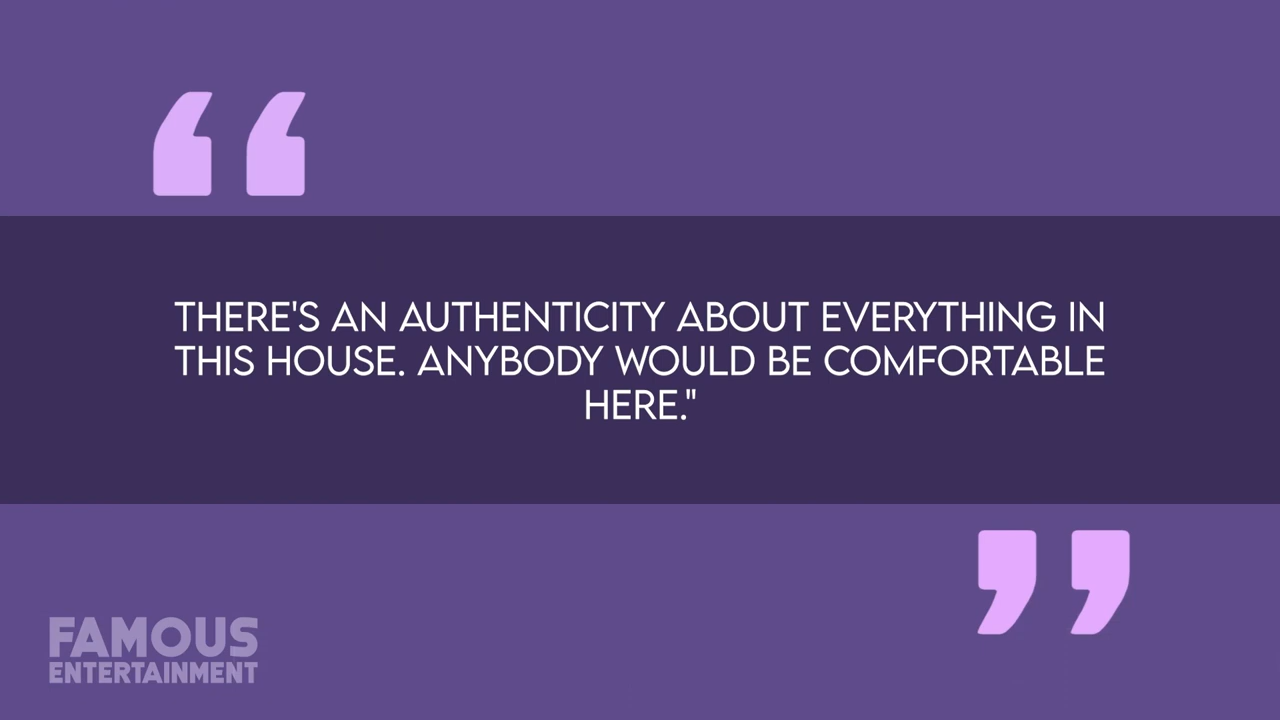 THERE'S AN AUTHENTICITY ABOUT EVERYTHING IN
THIS HOUSE. ANYBODY WOULD BE COMFORTABLE
HERE."
FAMOUS
ENTERTAINMENT